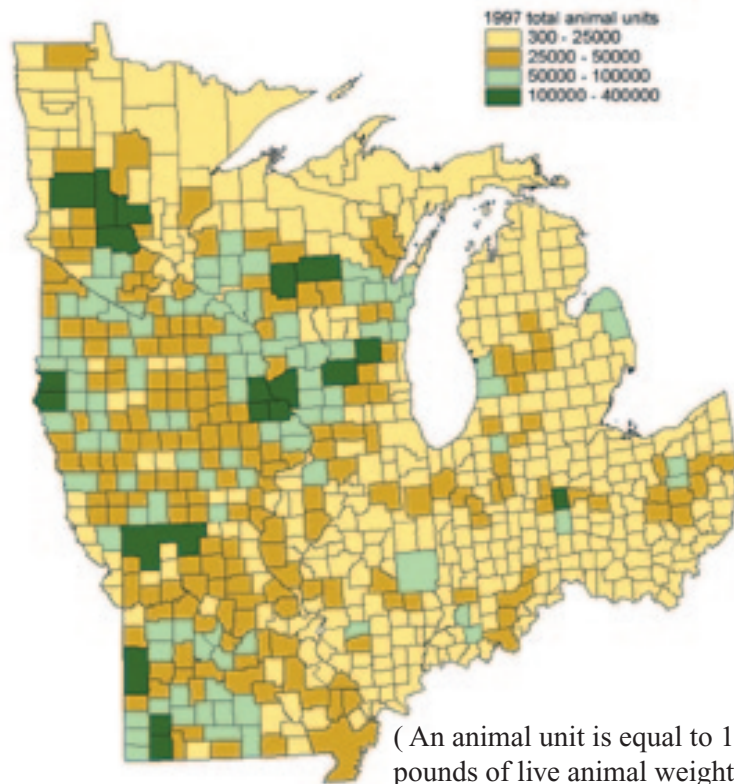 1997 total animal units
300 - 25000
25000 - 50000
50000 - 100000
100000 - 400000
( An animal unit is equal to 1
pounds of live animal weight